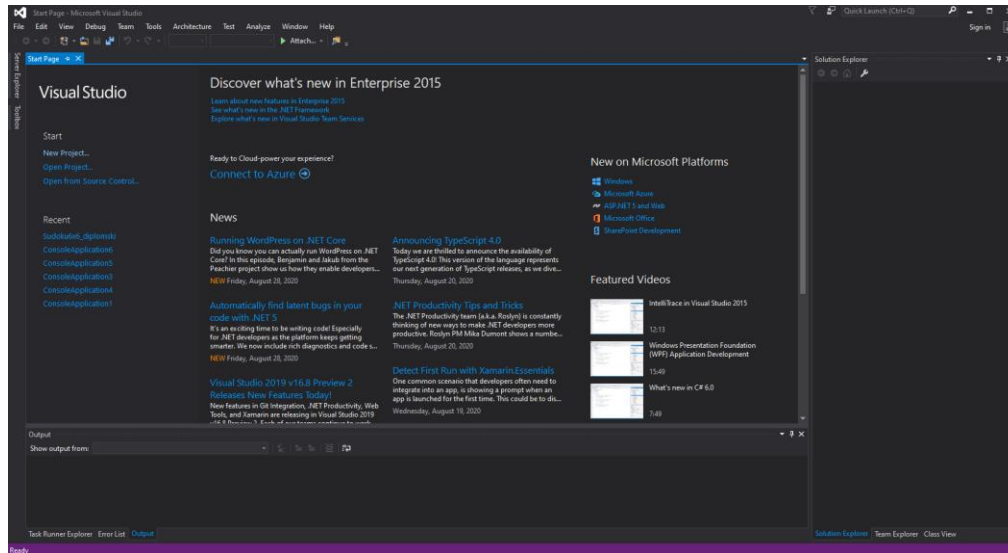 Start Page - Microsoft Visual Studio
Quick Launch (Ctrl+Q)
File Edit View Debug Team Tools Architecture Test Analyze Window Help
Sign in
Attach...
Server Explorer
Toolbox
Start Page
Visual Studio
Start
New Project...
Open Project...
Open from Source Control...
Recent
Sudoku6x6_diplomski
ConsoleApplication6
ConsoleApplication5
ConsoleApplication2
ConsoleApplication4
ConsoleApplication1
Discover what's new in Enterprise 2015
Learn about new features in Enterprise 2015
See what's new in the .NET Framework
Explore what's new in Visual Studio Team Services
Ready to Cloud-power your experience?
Connect to Azure
News
Running WordPress on .NET Core
Did you know you can actually run WordPress on .NET
Core? In this episode, Benjamin and Jakub from the
Peachier project show us how they enable developers...
NEW Friday, August 28, 2020
Automatically find latent bugs in your
code with .NET 5
It's an exciting time to be writing code! Especially
for .NET developers as the platform keeps getting
smarter. We now include rich diagnostics and code s...
NEW Friday, August 28, 2020
Visual Studio 2019 v16.8 Preview 2
Releases New Features Today!
New features in Git Integration, .NET Productivity, Web
Tools, and Xamarin are releasing in Visual Studio 2019
v16.8 Preview 2. Each of our teams continue to work
Announcing TypeScript 4.0
Today we are thrilled to announce the availability of
TypeScript 4.0! This version of the language represents
our next generation of TypeScript releases, as we dive...
Thursday, August 20, 2020
.NET Productivity Tips and Tricks
The .NET Productivity team (a.k.a. Roslyn) is constantly
thinking of new ways to make .NET developers more
productive. Roslyn PM Mika Dumont shows a numbe...
Thursday, August 20, 2020
Detect First Run with Xamarin.Essentials
One common scenario that developers often need to
integrate into an app, is showing a prompt when an
app is launched for the first time. This could be to dis...
Wednesday, August 19, 2020
New on Microsoft Platforms
Windows
Microsoft Azure
ASP.NET 5 and Web
Microsoft Office
SharePoint Development
Featured Videos
IntelliTrace in Visual Studio 2015
12:13
Windows Presentation Foundation
(WPF) Application Development
15:49
What's new in C# 6.0
7:49
Solution Explorer
Output
Show output from:
Task Runner Explorer Error List Output
Solution Explorer Team Explorer Class View
Ready